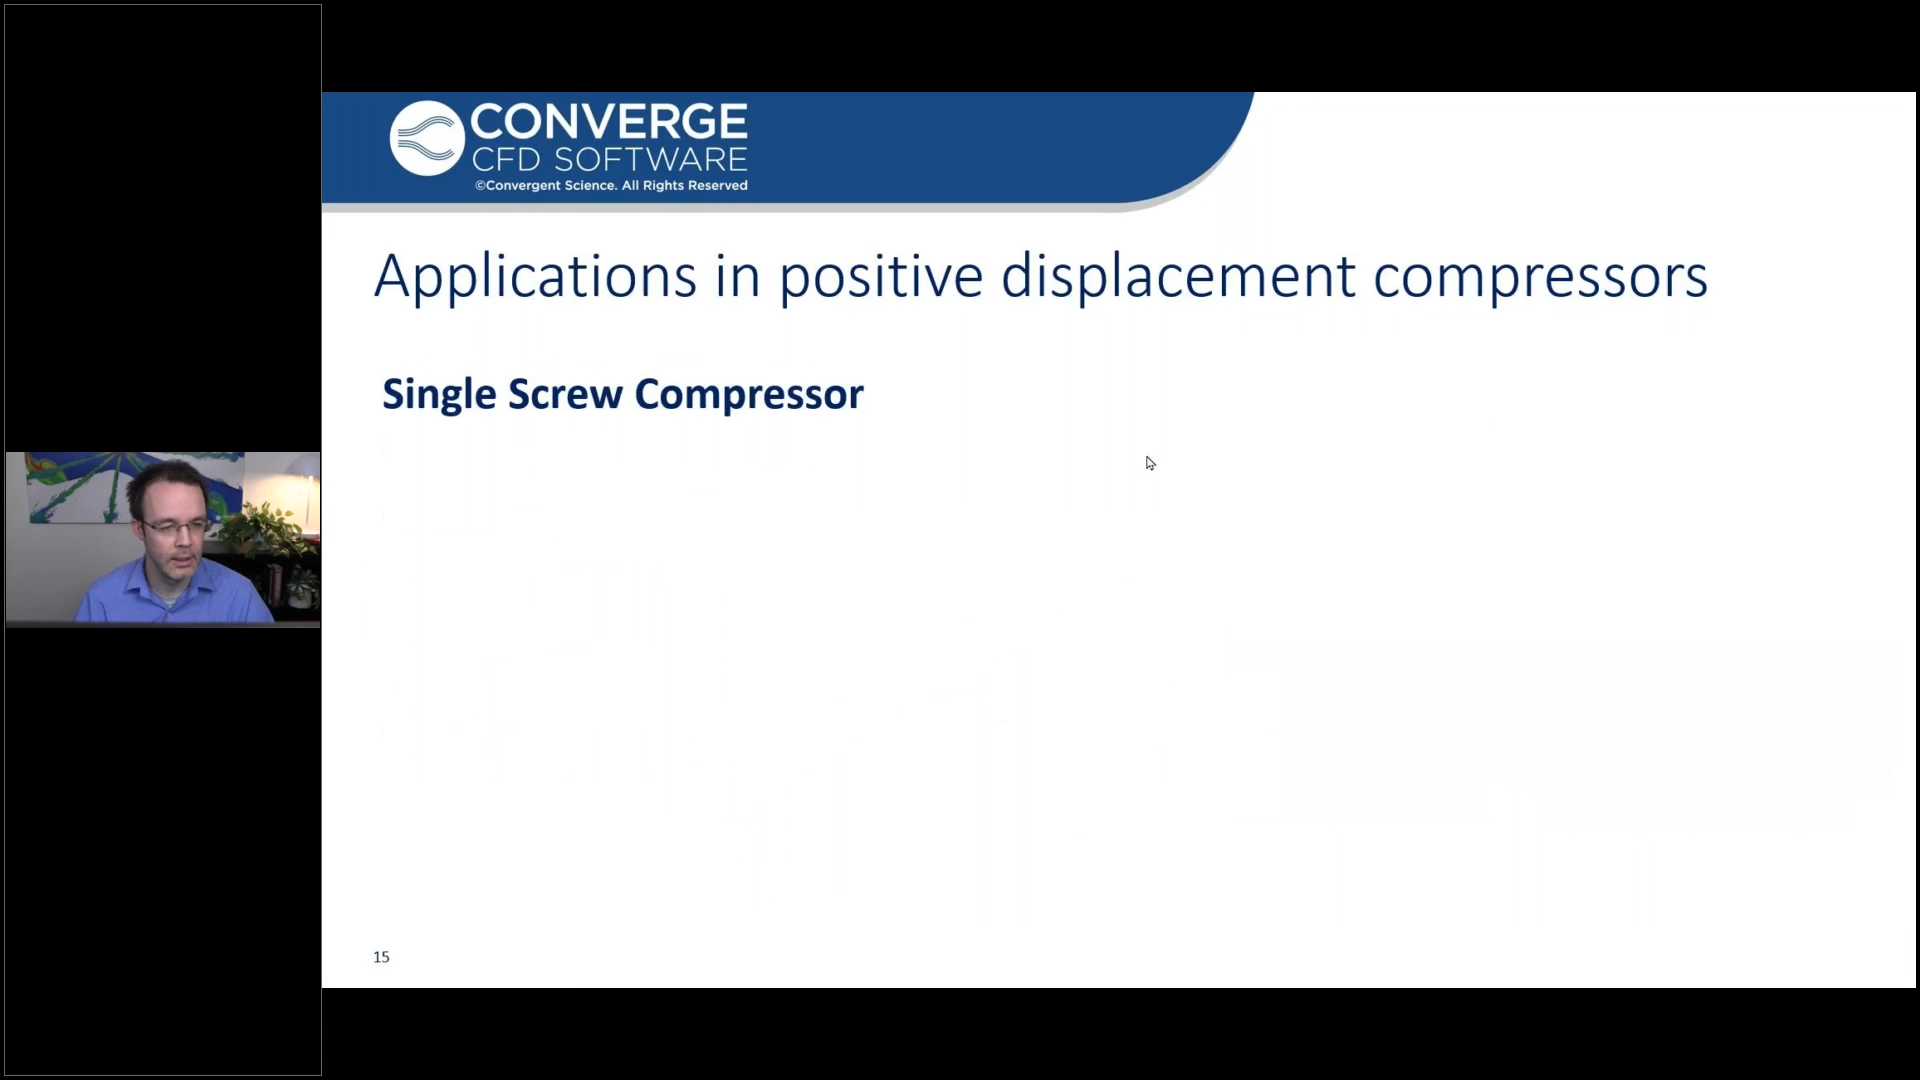 CONVERGE
CFD SOFTWARE
©Convergent Science. All Rights Reserved
Applications in positive displacement compressors
Single Screw Compressor
15